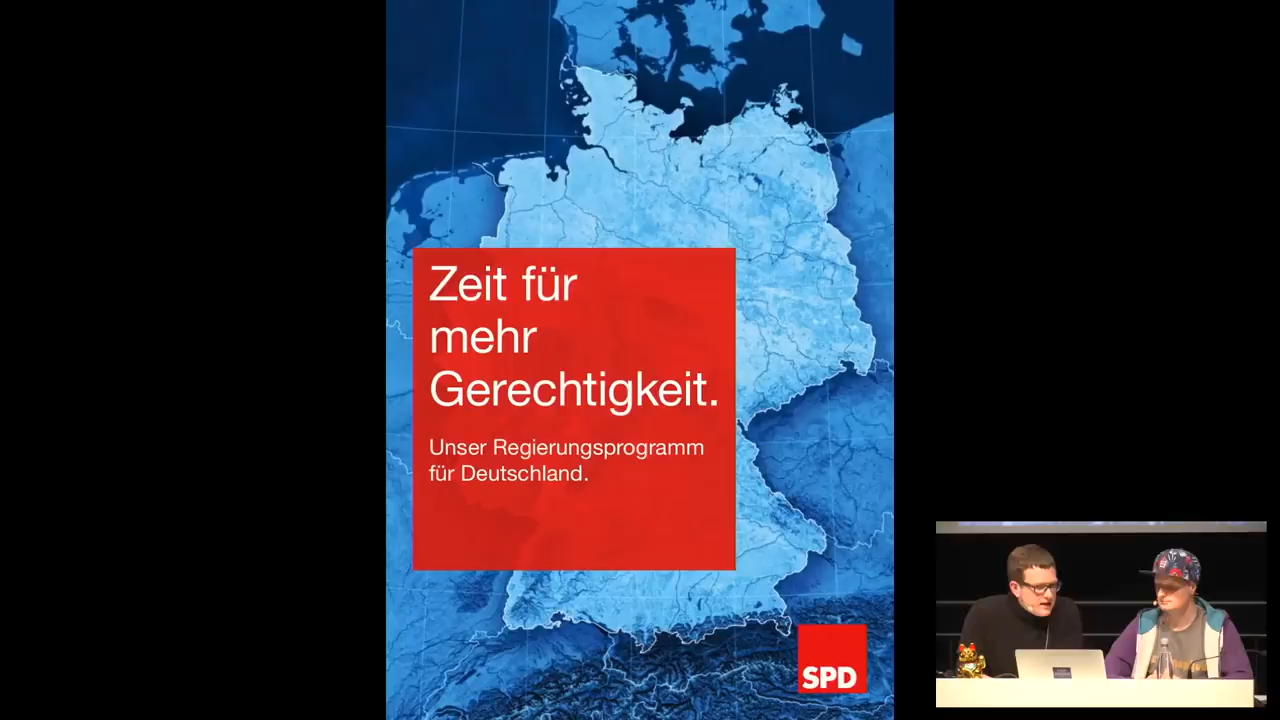 Zeit für
mehr
Gerechtigkeit.
Unser Regierungsprogramm
für Deutschland.
SPD